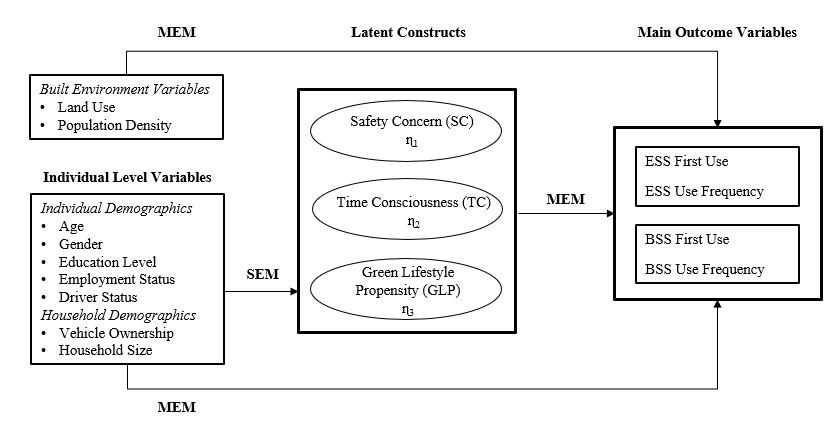 MEM
Latent Constructs
Main Outcome Variables
Built Environment Variables
• Land Use
• Population Density
Individual Level Variables
Individual Demographics
• Age
• Gender
• Education Level
• Employment Status
• Driver Status
Household Demographics
• Vehicle Ownership
• Household Size
SEM
Safety Concern (SC)
η1
Time Consciousness (TC)
η2
Green Lifestyle
Propensity (GLP)
η3
MEM
ESS First Use
ESS Use Frequency
BSS First Use
BSS Use Frequency
MEM